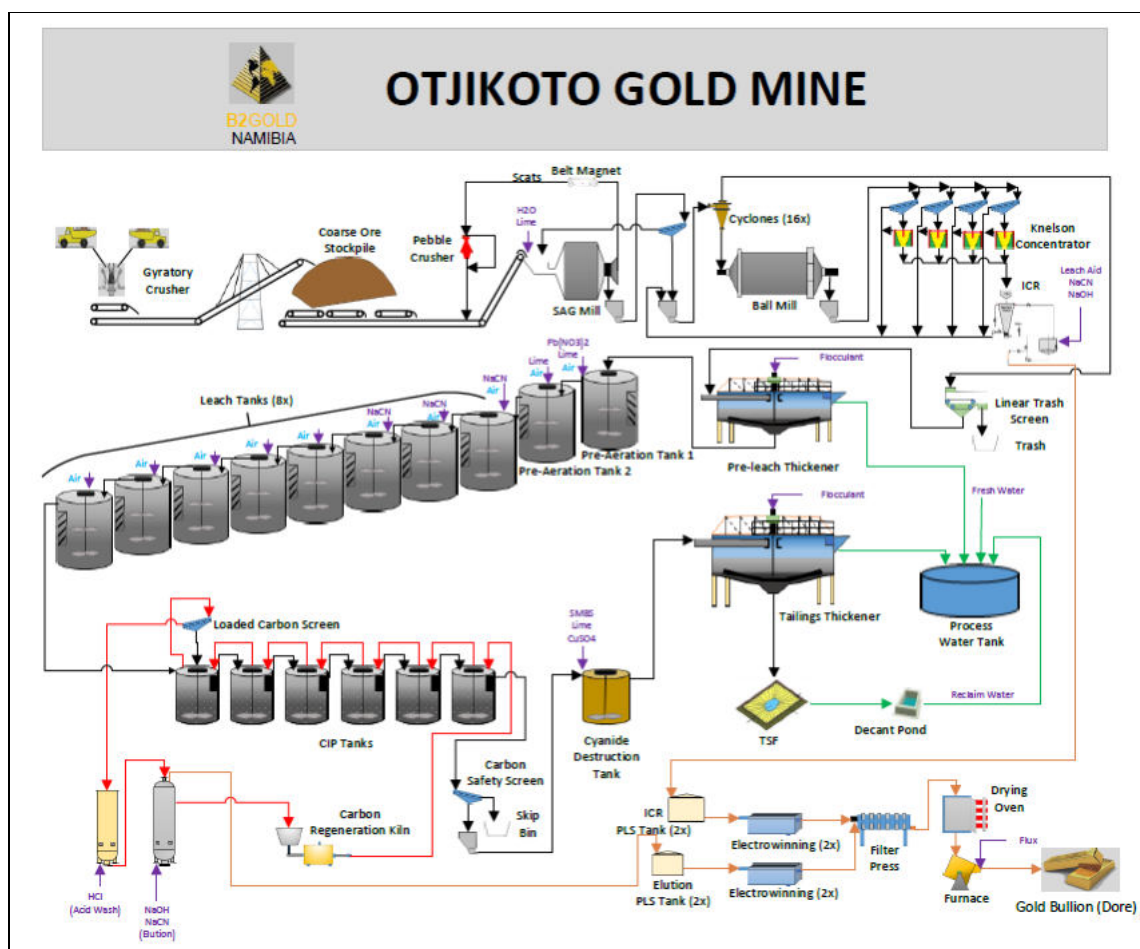 OTJIKOTO GOLD MINE
B2GOLD
NAMIBIA
Belt Magnet
Scats
H2O
Lime
Cyclones (16x)
Coarse Ore
Stockpile
Pebble
Crusher
Knelson
Concentrator
Gyratory
Crusher
Leach Aid
NaCN
NaOH
ICR
SAG Mill
Ball Mill
Pb(NO3)2
Lime
Air
Lime
Air
NaCN
Air
NaCN
Air
NaCN
Air
Air
Air
Air
Air
Leach Tanks (8x)
Flocculant
Linear Trash
Screen
Trash
Pre-Aeration Tank 1
Pre-Aeration Tank 2
Pre-leach Thickener
Fresh Water
Flocculant
Loaded Carbon Screen
SMBS
Lime
CuSO4
Tailings Thickener
Process
Water Tank
Reclaim Water
CIP Tanks
Cyanide
Destruction
Tank
TSF
Decant Pond
Carbon
Safety Screen
Skip
Bin
Carbon
Regeneration Kiln
ICR
PLS Tank (2x)
Electrowinning (2x)
Filter
Press
Drying
Oven
Flux
Elution
PLS Tank (2x)
Electrowinning (2x)
Furnace
Gold Bullion (Dore)
HCl
(Acid Wash)
NaOH
NaCN
(Bution)